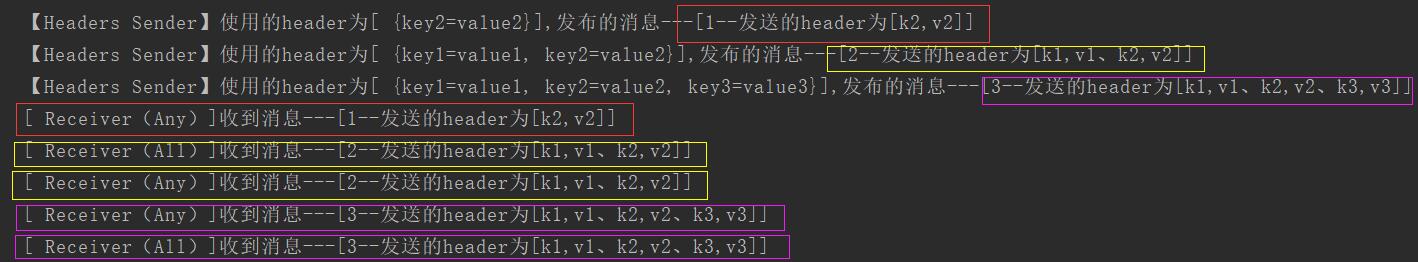 【Headers Sender】使用的header为[ {key2=value2}],发布的消息---[1--发送的header为[k2,v2]]
【Headers Sender】使用的header为[ {key1=value1, key2=value2}],发布的消息---[2--发送的header为[k1,v1、k2,v2]]
【Headers Sender】使用的header为[ {key1=value1, key2=value2, key3=value3}],发布的消息---[3--发送的header为[k1,v1、k2,v2、k3,v3]]
[ Receiver（Any）]收到消息---[1--发送的header为[k2,v2]]
[ Receiver（All）]收到消息---[2--发送的header为[k1,v1、k2,v2]]
[ Receiver（Any）]收到消息---[2--发送的header为[k1,v1、k2,v2]]
[ Receiver（Any）]收到消息---[3--发送的header为[k1,v1、k2,v2、k3,v3]]
[ Receiver（All）]收到消息---[3--发送的header为[k1,v1、k2,v2、k3,v3]]